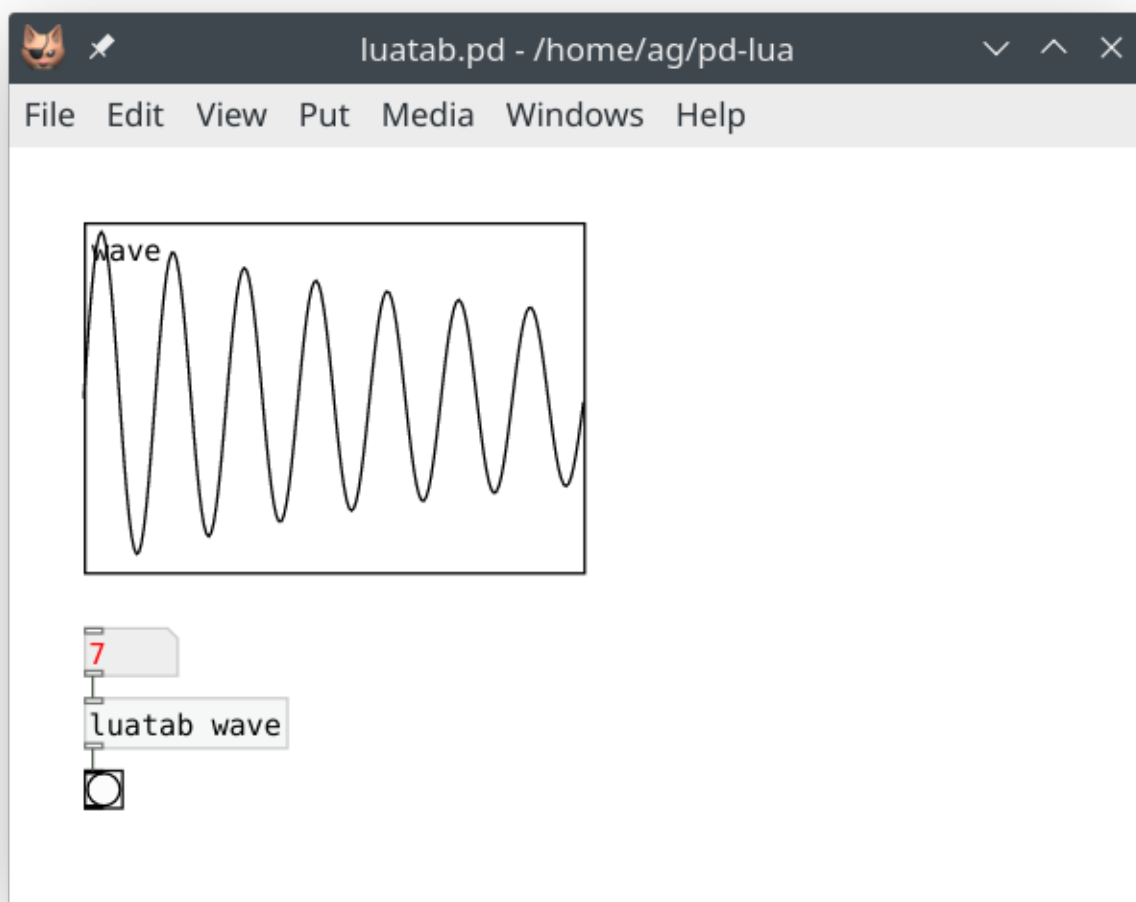 luatab.pd - /home/ag/pd-lua
File Edit View Put Media Windows Help
wave
7
luatab wave